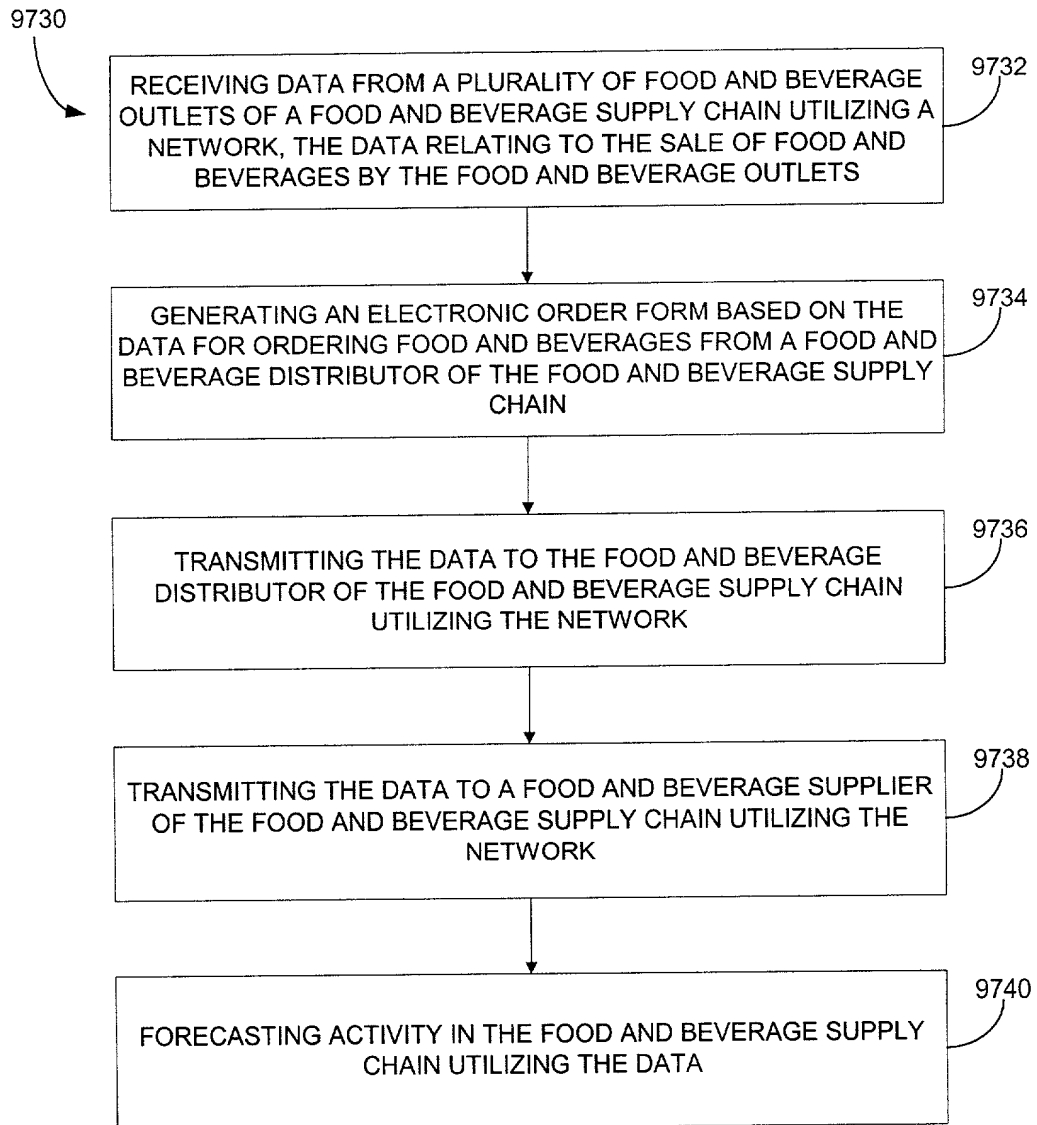 9730
RECEIVING DATA FROM A PLURALITY OF FOOD AND BEVERAGE
OUTLETS OF A FOOD AND BEVERAGE SUPPLY CHAIN UTILIZING A
NETWORK, THE DATA RELATING TO THE SALE OF FOOD AND
BEVERAGES BY THE FOOD AND BEVERAGE OUTLETS
9732
GENERATING AN ELECTRONIC ORDER FORM BASED ON THE
DATA FOR ORDERING FOOD AND BEVERAGES FROM A FOOD AND
BEVERAGE DISTRIBUTOR OF THE FOOD AND BEVERAGE SUPPLY
CHAIN
9734
TRANSMITTING THE DATA TO THE FOOD AND BEVERAGE
DISTRIBUTOR OF THE FOOD AND BEVERAGE SUPPLY CHAIN
UTILIZING THE NETWORK
9736
TRANSMITTING THE DATA TO A FOOD AND BEVERAGE SUPPLIER
OF THE FOOD AND BEVERAGE SUPPLY CHAIN UTILIZING THE
NETWORK
9738
FORECASTING ACTIVITY IN THE FOOD AND BEVERAGE SUPPLY
CHAIN UTILIZING THE DATA
9740